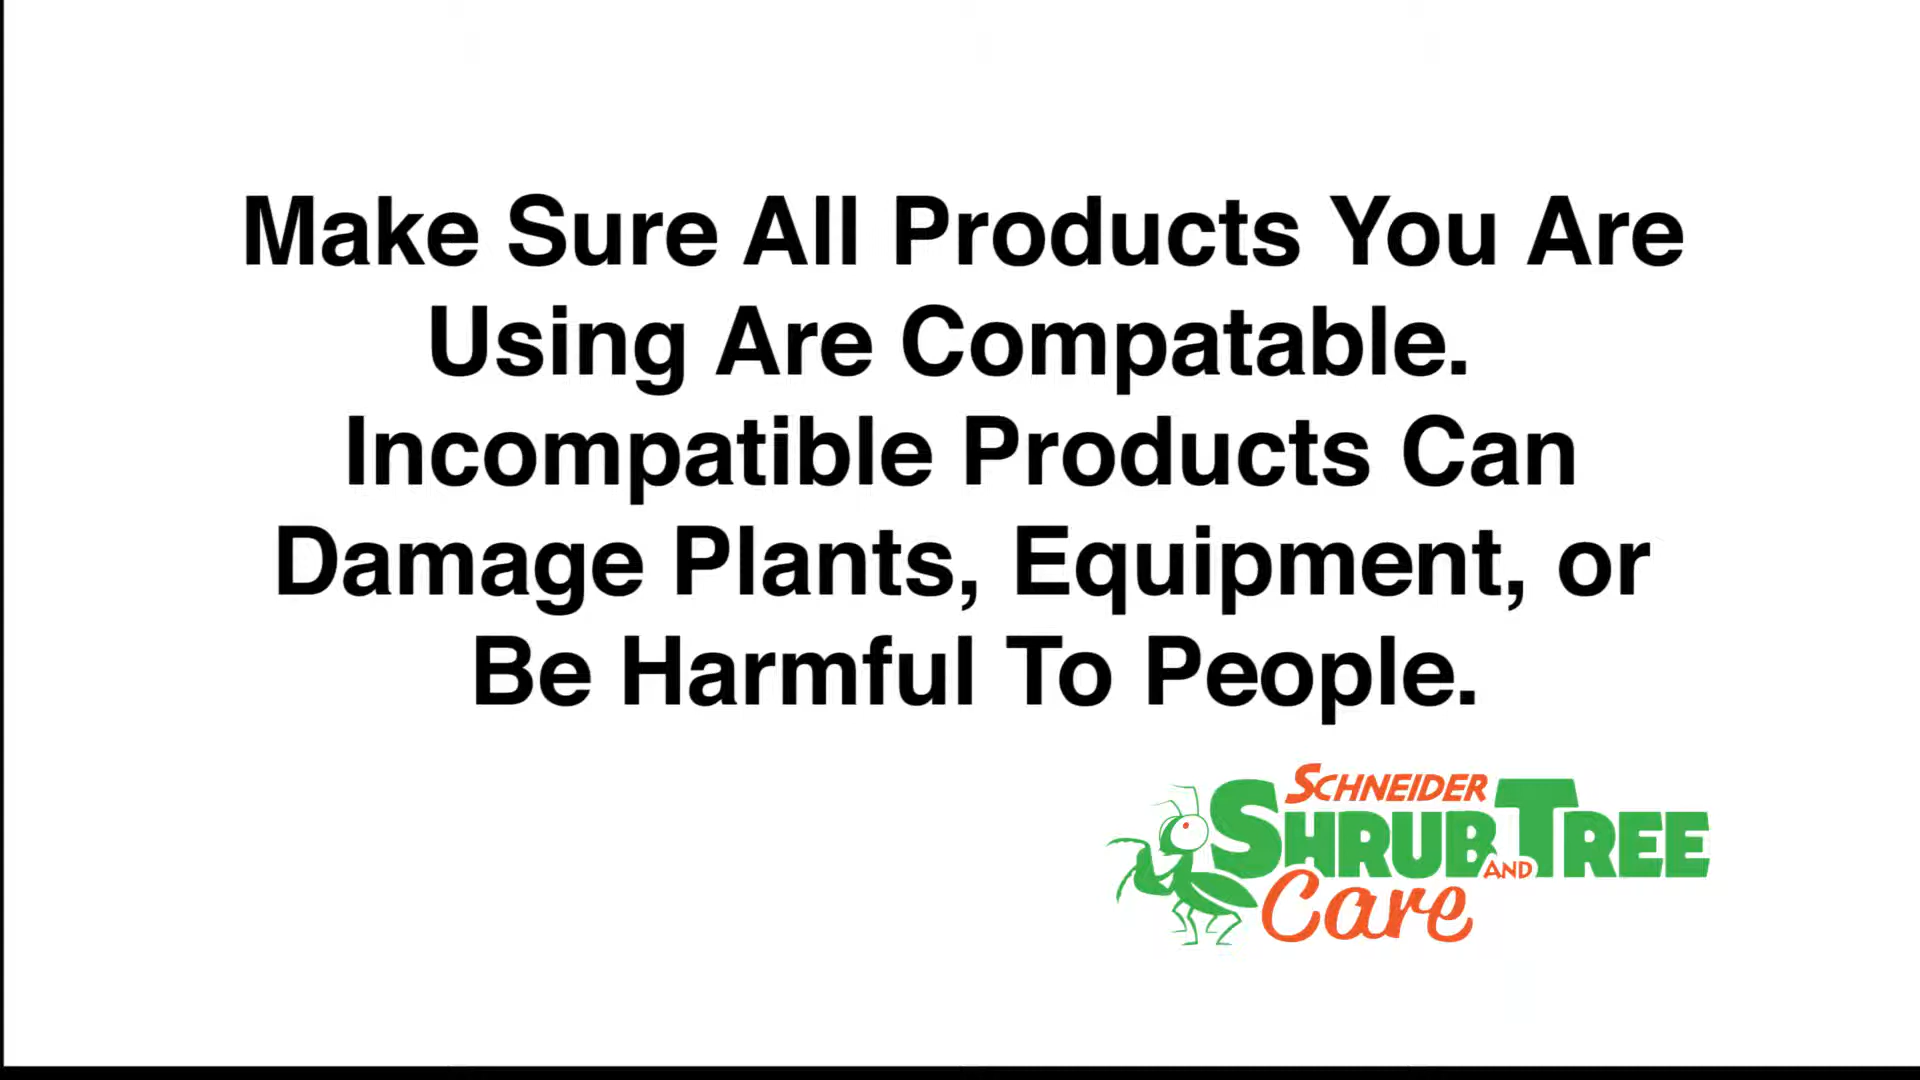 Make Sure All Products You Are
Using Are Compatable.
Incompatible Products Can
Damage Plants, Equipment, or
Be Harmful To People.
SCHNEIDER
SHRUB AND TREE
Care